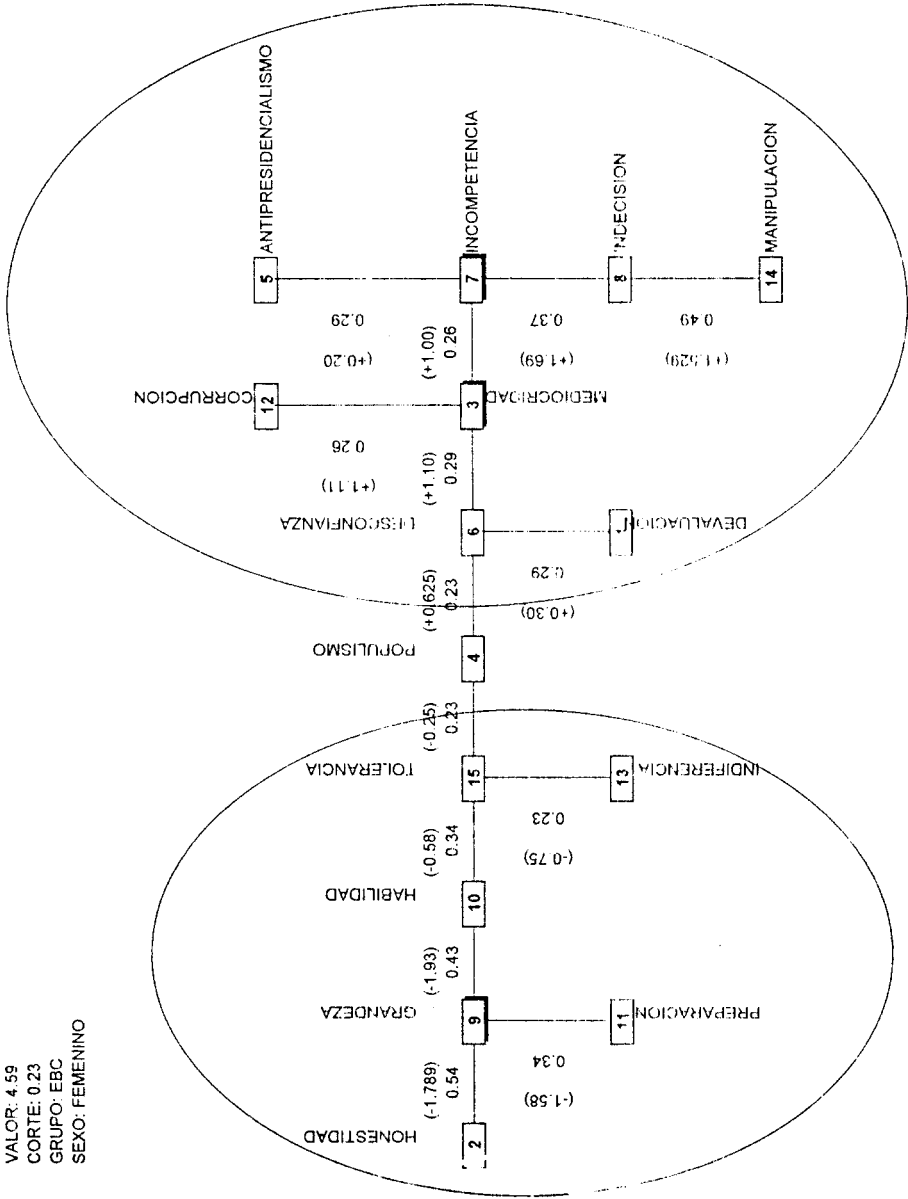 VALOR: 4.59
CORTE: 0.23
GRUPO: EBC
SEXO: FEMENINO
HONESTIDAD
2
(-1.789)
0.54
GRANDEZA
9
(-1.58)
0.34
11
PREPARACION
(-1.93)
0.43
HABILIDAD
10
(-0.58)
0.34
TOLERANCIA
15
(-0.75)
0.23
13
INDIFERENCIA
(-0.25)
0.23
POPULISMO
4
(+0.625)
0.23
DESCONFIANZA
6
(+0.30)
0.29
1
DEVALUACION
(+1.10)
0.29
MEDIOCRIDAD
3
(+1.11)
0.26
12
CORRUPCION
(+1.00)
0.26
7
INCOMPETENCIA
(+0.20)
0.29
5
ANTIPRESIDENCIALISMO
(+1.69)
0.37
8
INDECISION
(+1.529)
0.49
14
MANIPULACION